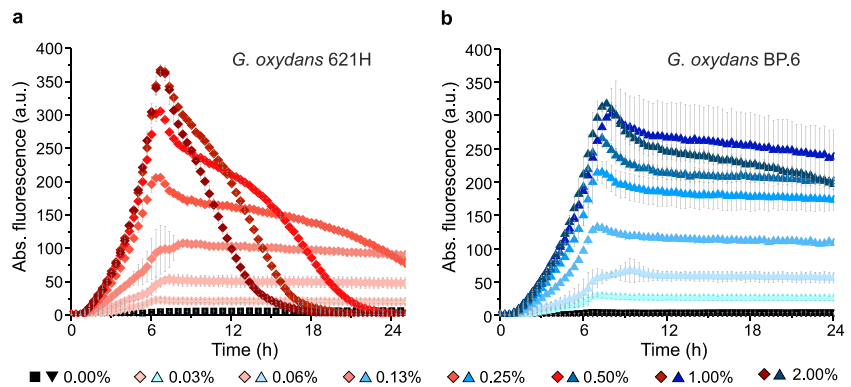 a
b
G. oxydans 621H
G. oxydans BP.6
Abs. fluorescence (a.u.)
400
350
300
250
200
150
100
50
0
0 6 12 18 24
Time (h)
Abs. fluorescence (a.u.)
400
350
300
250
200
150
100
50
0
0 6 12 18 24
Time (h)
0.00% 0.03% 0.06% 0.13% 0.25% 0.50% 1.00% 2.00%